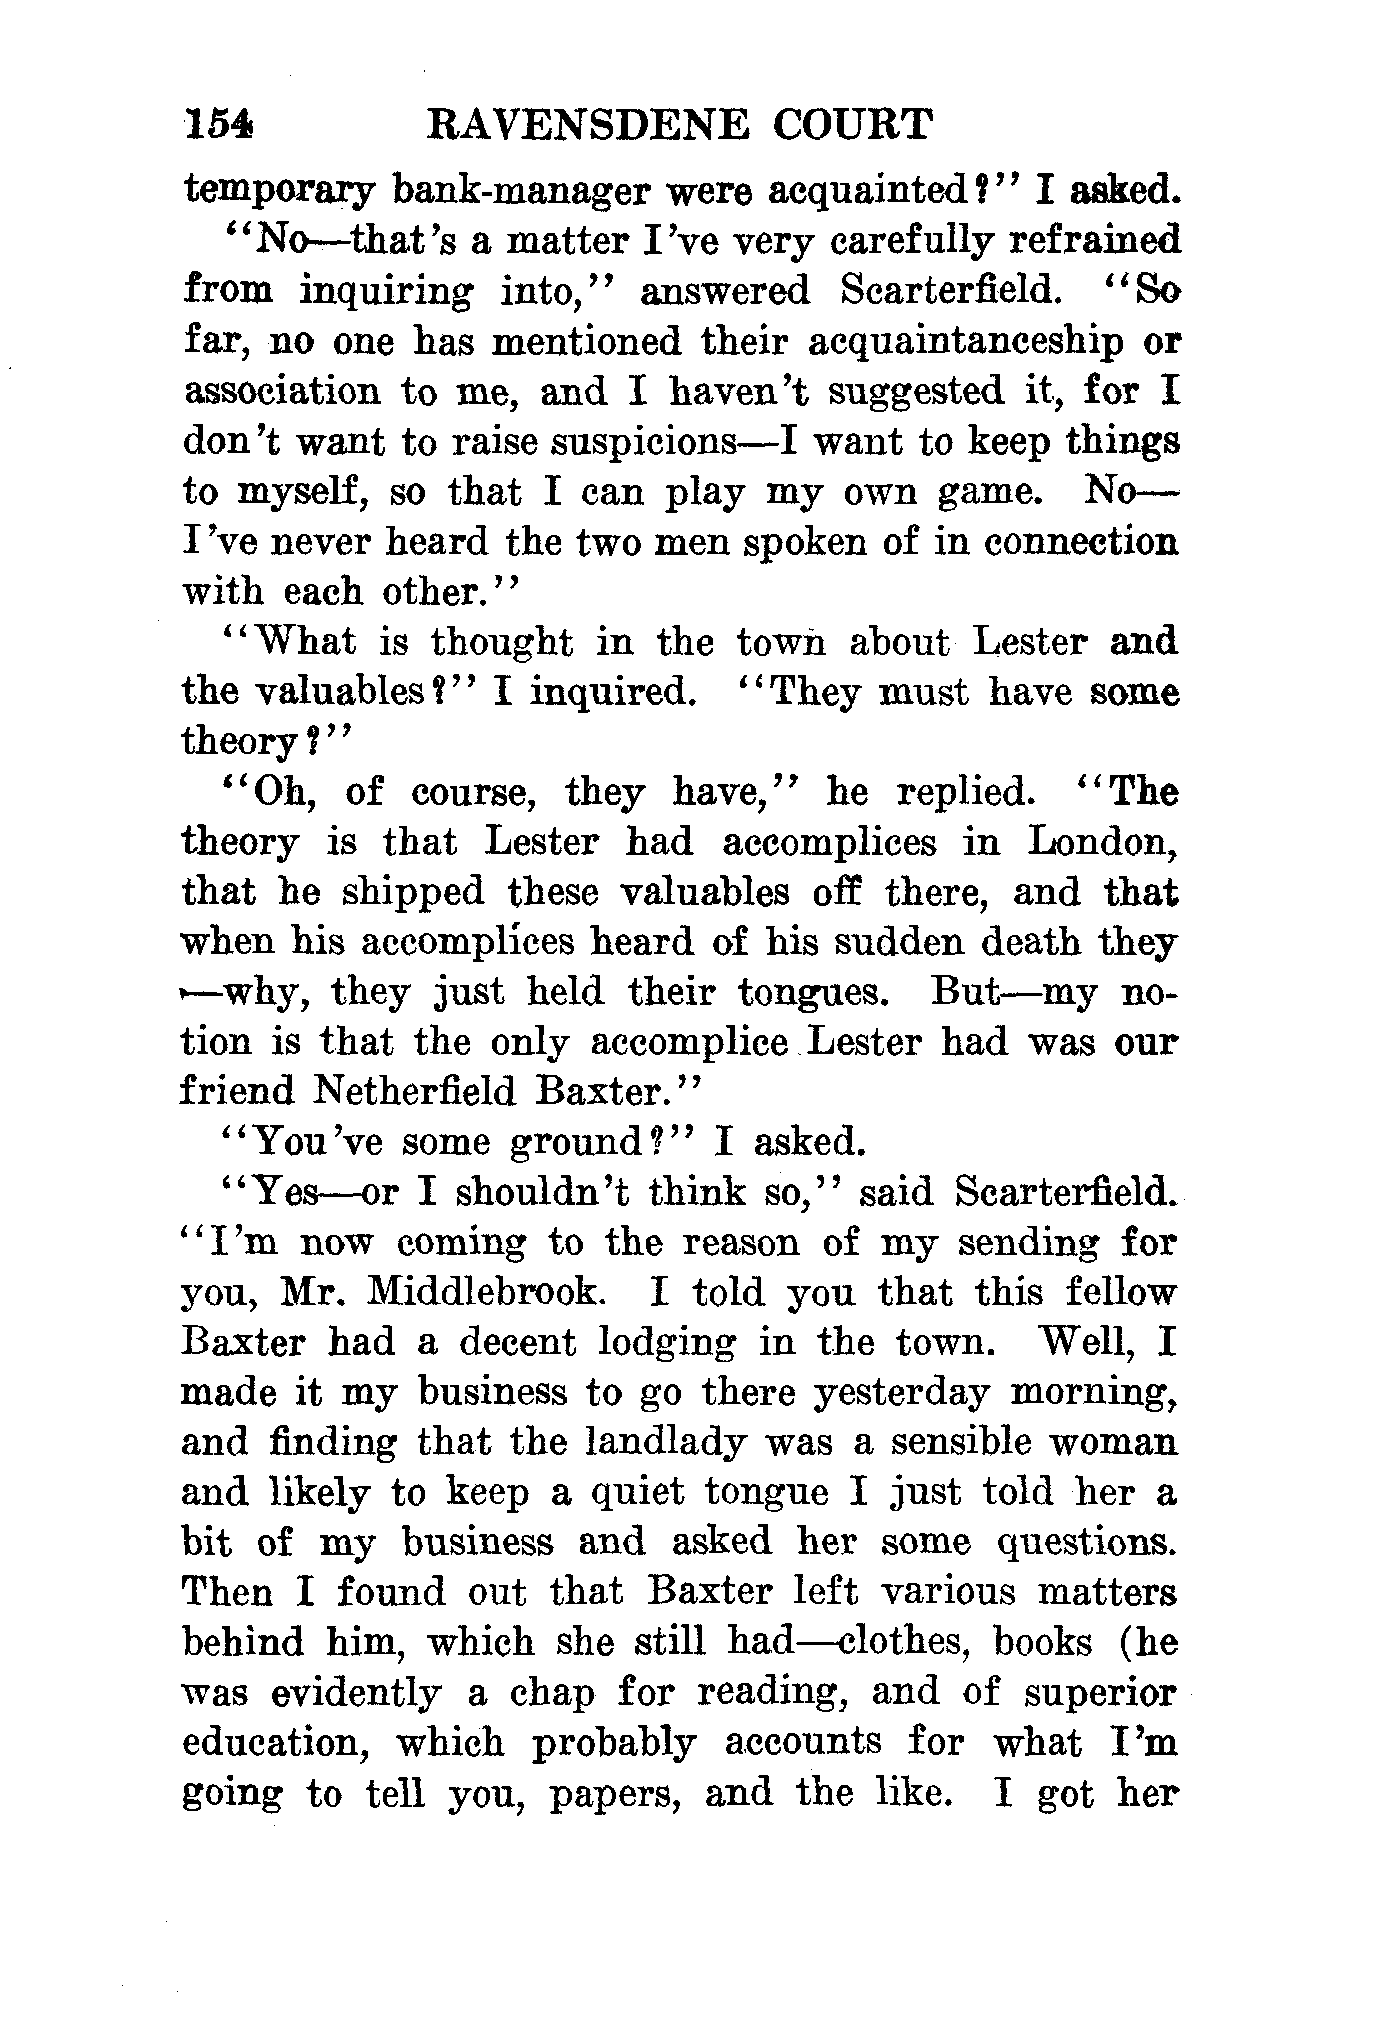 154 RAVENSDENE COURT
temporary bank-manager were acquainted?" I asked.
"No—that's a matter I've very carefully refrained
from inquiring into," answered Scarterfield. "So
far, no one has mentioned their acquaintanceship or
association to me, and I haven't suggested it, for I
don't want to raise suspicions—I want to keep things
to myself, so that I can play my own game. No—
I've never heard the two men spoken of in connection
with each other."
"What is thought in the town about Lester and
the valuables?" I inquired. "They must have some
theory?"
"Oh, of course, they have," he replied. "The
theory is that Lester had accomplices in London,
that he shipped these valuables off there, and that
when his accomplices heard of his sudden death they
—why, they just held their tongues. But—my no-
tion is that the only accomplice Lester had was our
friend Netherfield Baxter."
"You've some ground?" I asked.
"Yes—or I shouldn't think so," said Scarterfield.
"I'm now coming to the reason of my sending for
you, Mr. Middlebrook. I told you that this fellow
Baxter had a decent lodging in the town. Well, I
made it my business to go there yesterday morning,
and finding that the landlady was a sensible woman
and likely to keep a quiet tongue I just told her a
bit of my business and asked her some questions.
Then I found out that Baxter left various matters
behind him, which she still had—clothes, books (he
was evidently a chap for reading, and of superior
education, which probably accounts for what I'm
going to tell you, papers, and the like. I got her